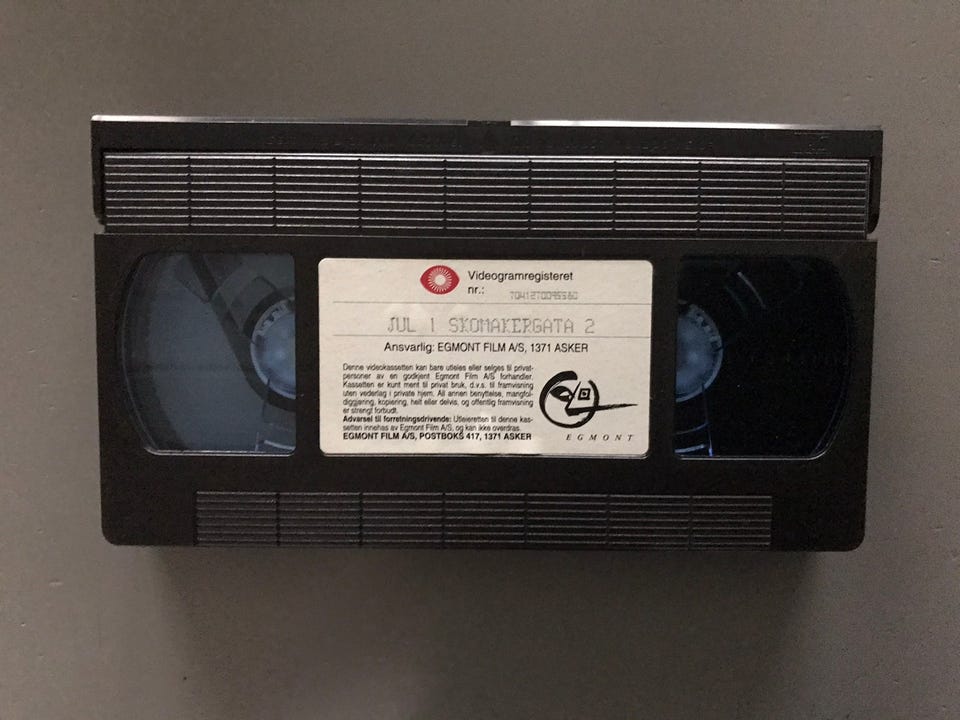 Videogramregisteret
nr.:
JUL I SKOMAKERGATA 2
Ansvarlig: EGMONT FILM A/S, 1371 ASKER
Denne videokassetten kan bare utleies eller selges til privat-
personer av en godkjent Egmont Film A/S forhandler.
Kassetten er kunt ment til privat bruk, d.v.s. til framvisning
uten vederlag i private hjem. All annen benyttelse, mangfol-
diggjøring, kopiering, helt eller delvis, og offentlig framvisning
er strengt forbudt.
Advarsel til forretningsdrivende: Utleieretten til denne kas-
setten innehas av Egmont Film A/S, og kan ikke overdras.
EGMONT FILM A/S, POSTBOKS 417, 1371 ASKER
EGMONT